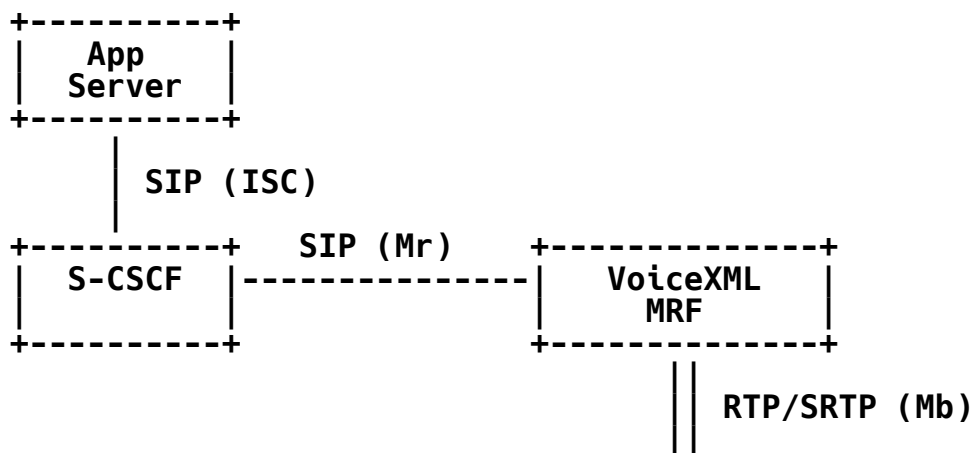 App
Server
SIP (ISC)
SIP (Mr)
S-CSCF
VoiceXML
MRF
RTP/SRTP (Mb)